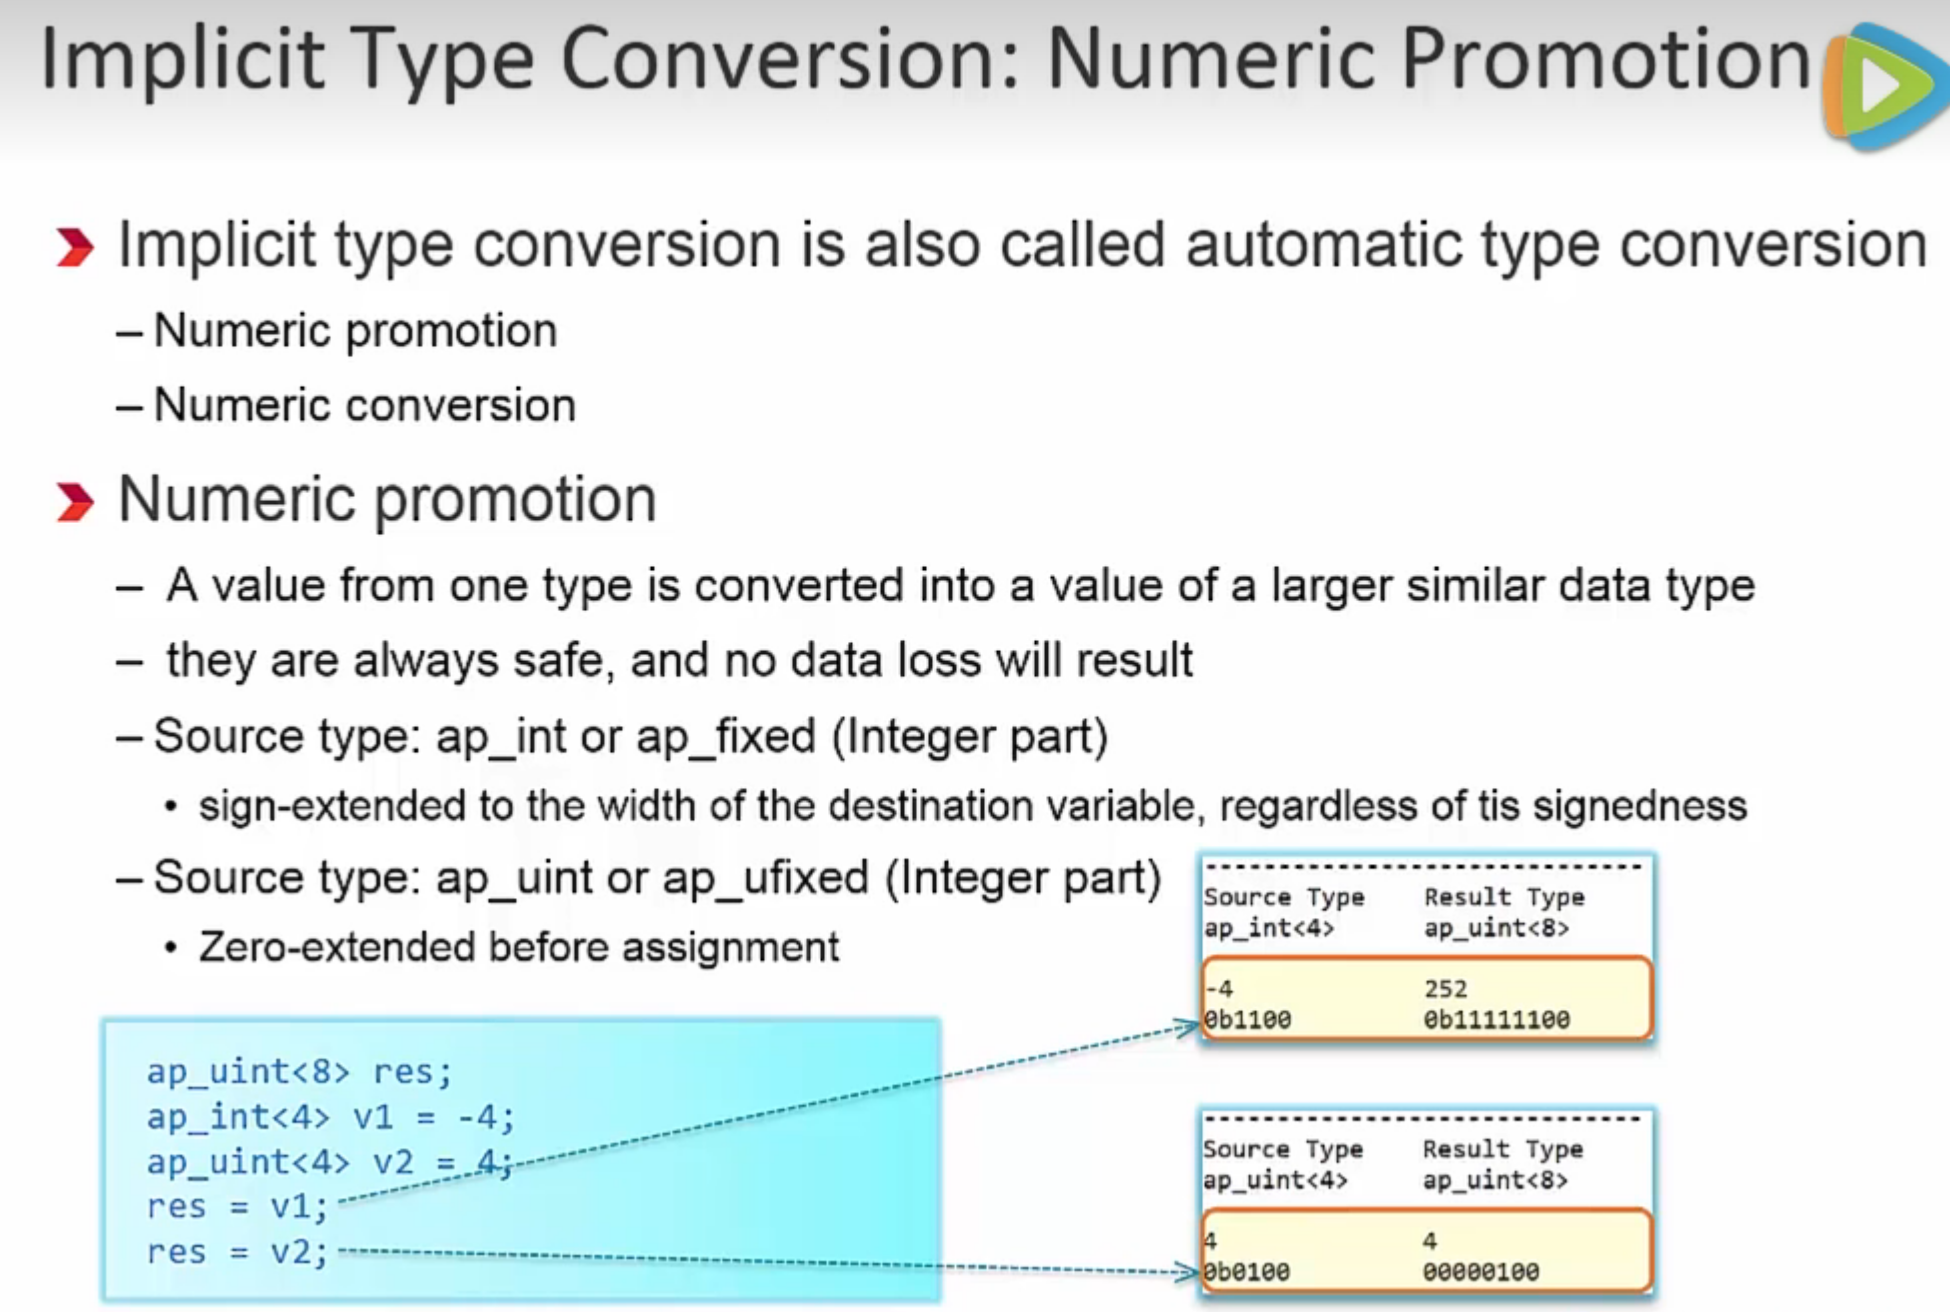 Implicit Type Conversion: Numeric Promotion
Implicit type conversion is also called automatic type conversion
– Numeric promotion
– Numeric conversion
Numeric promotion
– A value from one type is converted into a value of a larger similar data type
– they are always safe, and no data loss will result
– Source type: ap_int or ap_fixed (Integer part)
• sign-extended to the width of the destination variable, regardless of tis signedness
– Source type: ap_uint or ap_ufixed (Integer part)
• Zero-extended before assignment
ap_uint<8> res;
ap_int<4> v1 = -4;
ap_uint<4> v2 = 4;
res = v1;
res = v2;
-------------------------------
Source Type Result Type
ap_int<4> ap_uint<8>
-4 252
0b1100 0b11111100
-------------------------------
Source Type Result Type
ap_uint<4> ap_uint<8>
4 4
0b0100 00000100